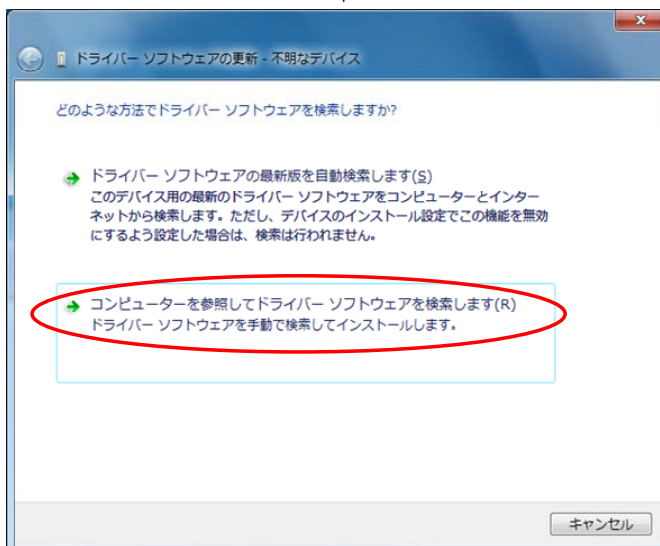 ドライバー ソフトウェアの更新 - 不明なデバイス
どのような方法でドライバー ソフトウェアを検索しますか?
ドライバー ソフトウェアの最新版を自動検索します(S)
このデバイス用の最新のドライバー ソフトウェアをコンピューターとインター
ネットから検索します。ただし、デバイスのインストール設定でこの機能を無効
にするよう設定した場合は、検索は行われません。
コンピューターを参照してドライバー ソフトウェアを検索します(R)
ドライバー ソフトウェアを手動で検索してインストールします。
キャンセル